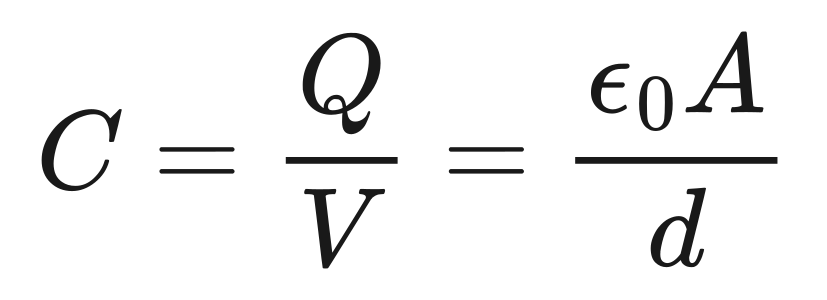 C = Q/V = ϵ₀A/d